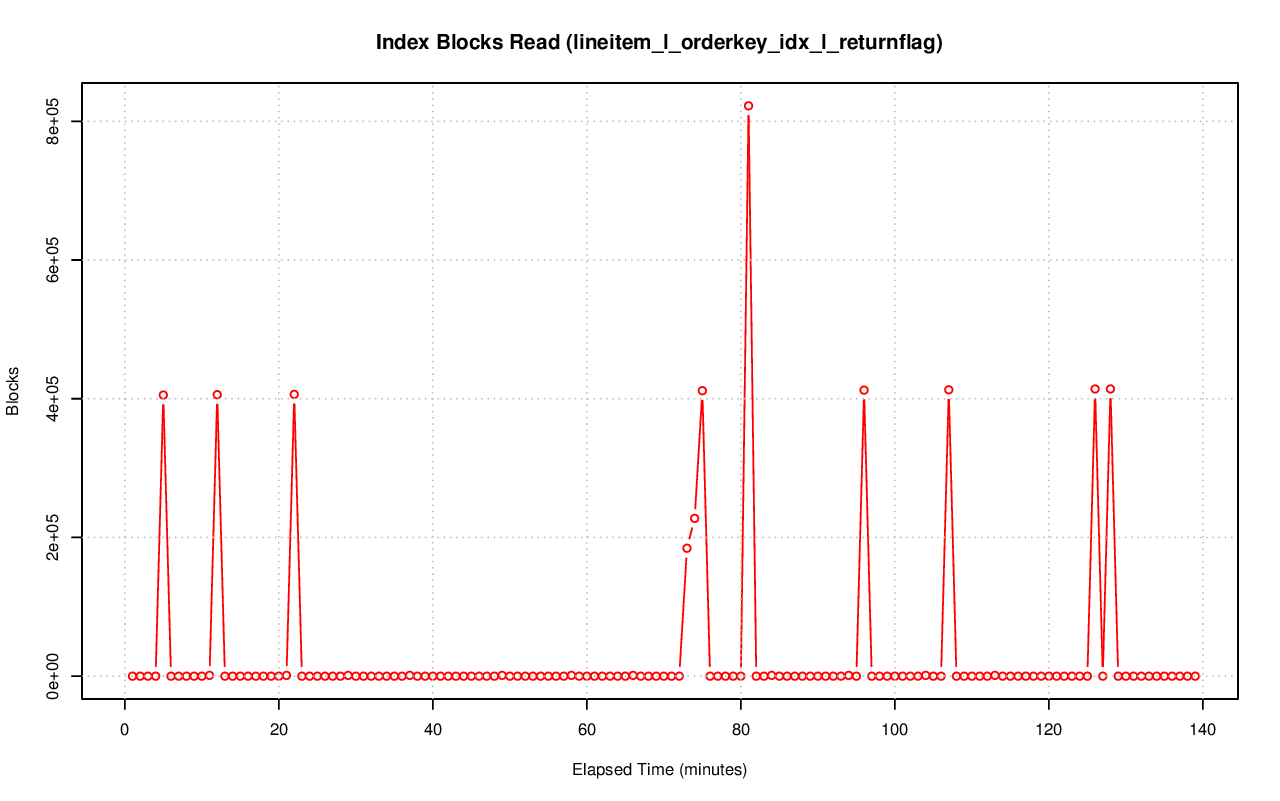 Index Blocks Read (lineitem_l_orderkey_idx_l_returnflag)
8e+05
6e+05
4e+05
2e+05
0e+00
Blocks
0 20 40 60 80 100 120 140
Elapsed Time (minutes)